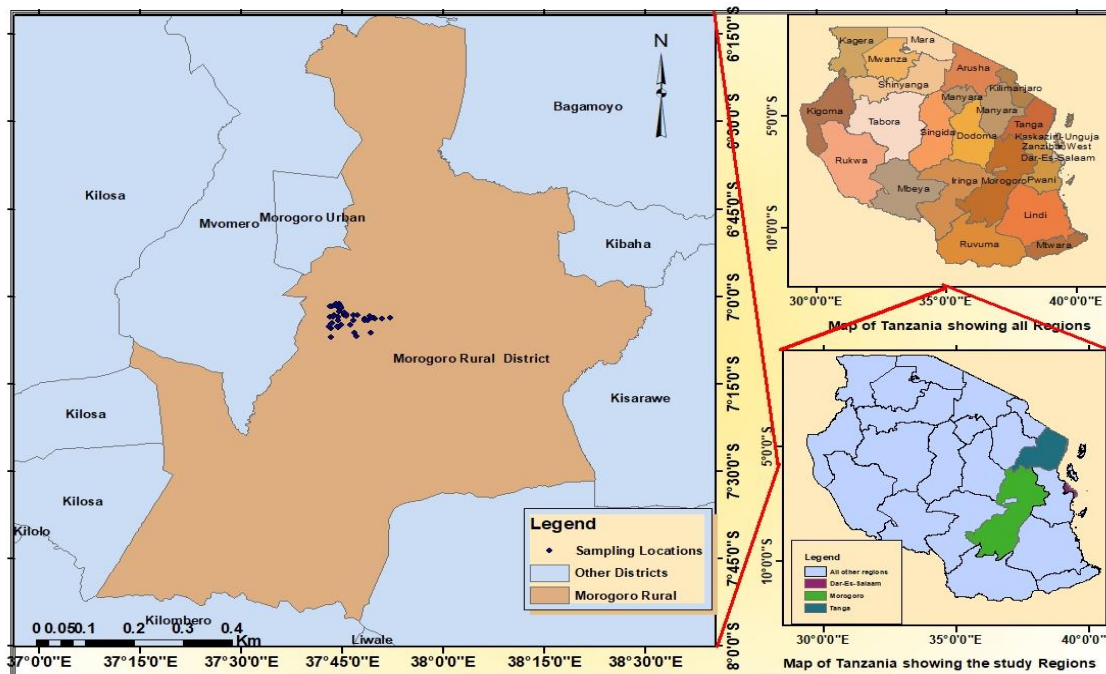 N
Bagamoyo
Kilosa
Morogoro Urban
Mvomero
Kibaha
Morogoro Rural District
Kisarawe
Kilosa
Kilosa
Kilolo
Kilombero
Liwale
Legend
Sampling Locations
Other Districts
Morogoro Rural
0 0.05 0.1 0.2 0.3 0.4
Km
37°0'0"E 37°15'0"E 37°30'0"E 37°45'0"E 38°0'0"E 38°15'0"E 38°30'0"E
6°15'0"S
6°30'0"S
6°45'0"S
7°0'0"S
7°15'0"S
7°30'0"S
7°45'0"S
8°0'0"S
Kagera
Mara
Mwanza
Arusha
Shinyanga
Kilimanjaro
Kigoma
Manyara
Manyara
Tabora
Singida
Dodoma
Tanga
Kaskazini-Unguja
Zanzibar West
Dar-Es-Salaam
Rukwa
Iringa
Morogoro
Pwani
Mbeya
Lindi
Ruvuma
Mtwara
5°0'0"S
10°0'0"S
30°0'0"E 35°0'0"E 40°0'0"E
Map of Tanzania showing all Regions
5°0'0"S
10°0'0"S
Legend
All other regions
Dar-Es-Salaam
Morogoro
Tanga
30°0'0"E 35°0'0"E 40°0'0"E
Map of Tanzania showing the study Regions